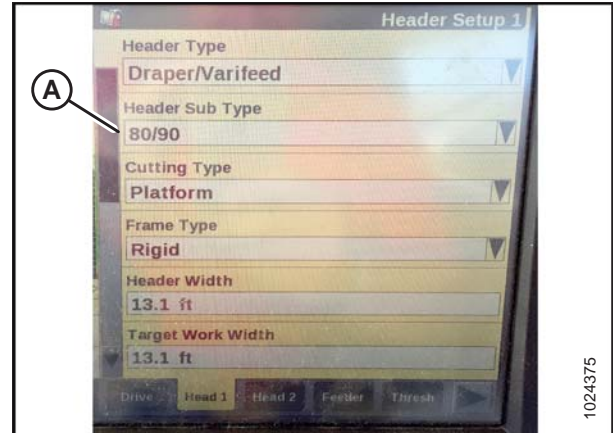 Header Setup 1
Header Type
Draper/Varifeed
A
Header Sub Type
80/90
Cutting Type
Platform
Frame Type
Rigid
Header Width
13.1 ft
Target Work Width
13.1 ft
Drive Head 1 Head 2 Feeder Thresh
1024375